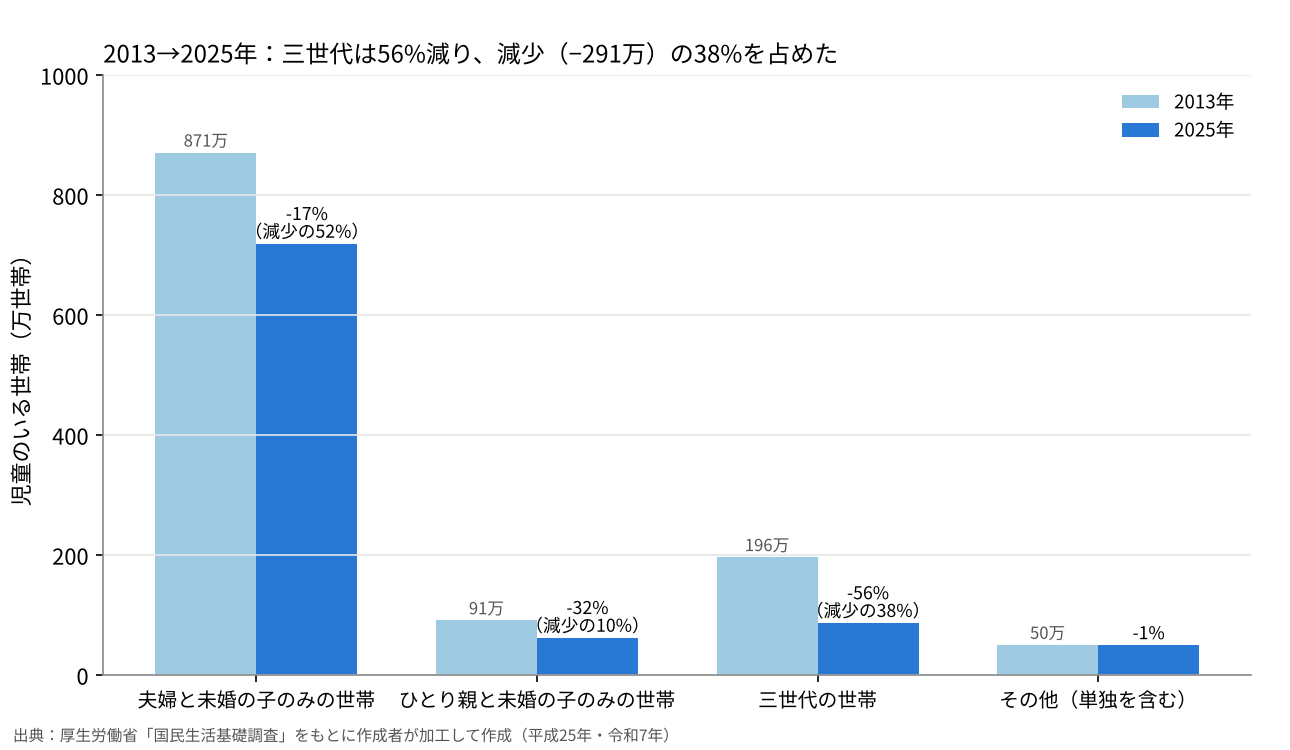 2013→2025年：三世代は56%減り、減少（−291万）の38%を占めた
1000
800
600
400
200
0
児童のいる世帯（万世帯）
2013年
2025年
871万
-17%
（減少の52%）
91万
-32%
（減少の10%）
196万
-56%
（減少の38%）
50万
-1%
夫婦と未婚の子のみの世帯
ひとり親と未婚の子のみの世帯
三世代の世帯
その他（単独を含む）
出典：厚生労働省「国民生活基礎調査」をもとに作成者が加工して作成（平成25年・令和7年）